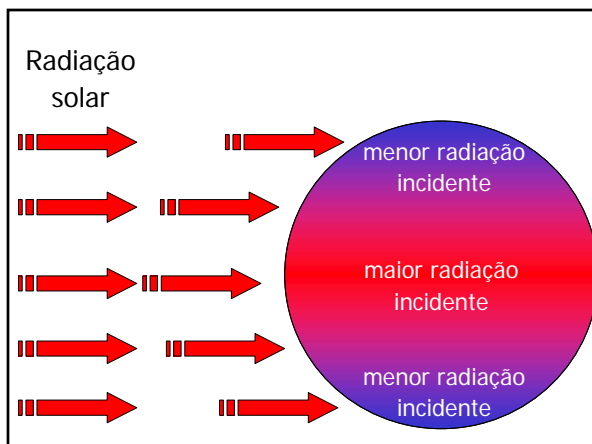 Radiação
solar
menor radiação
incidente
maior radiação
incidente
menor radiação
incidente